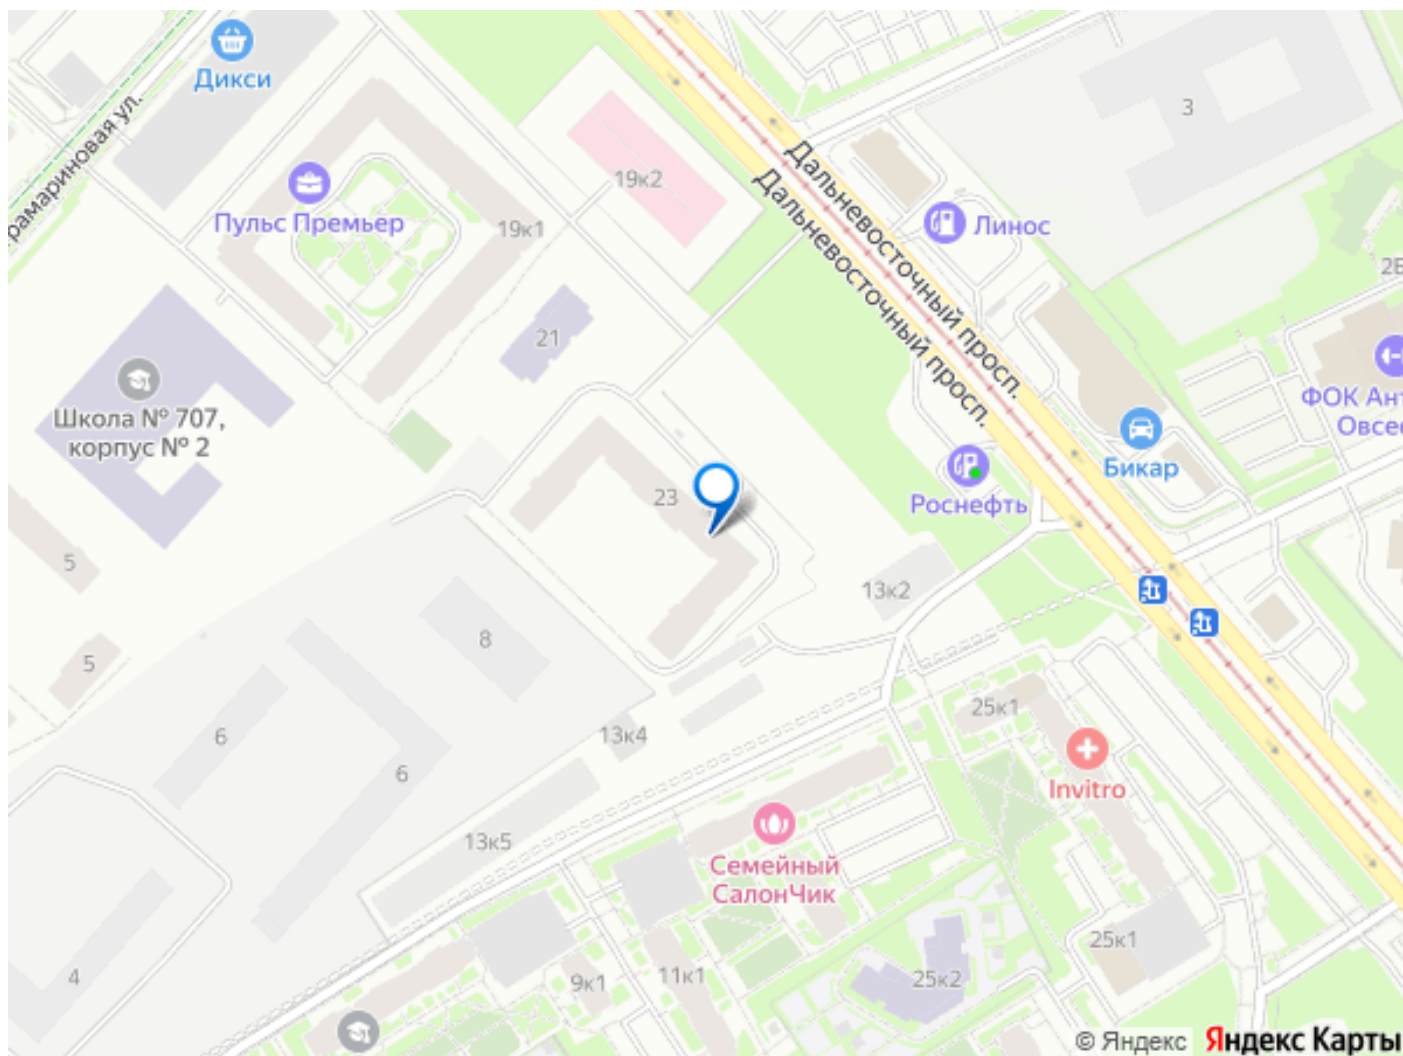 Дикси
Дальневосточный просп.
Дальневосточный просп.
3
19к2
Пульс Премьер
19к1
Линос
21
Школа № 707,
корпус № 2
Бикар
23
Роснефть
5
13к2
8
5
25к1
6
13к4
6
Invitro
13к5
Семейный
СалонЧик
25к1
4
9к1
11к1
25к2
© Яндекс
Яндекс Карты